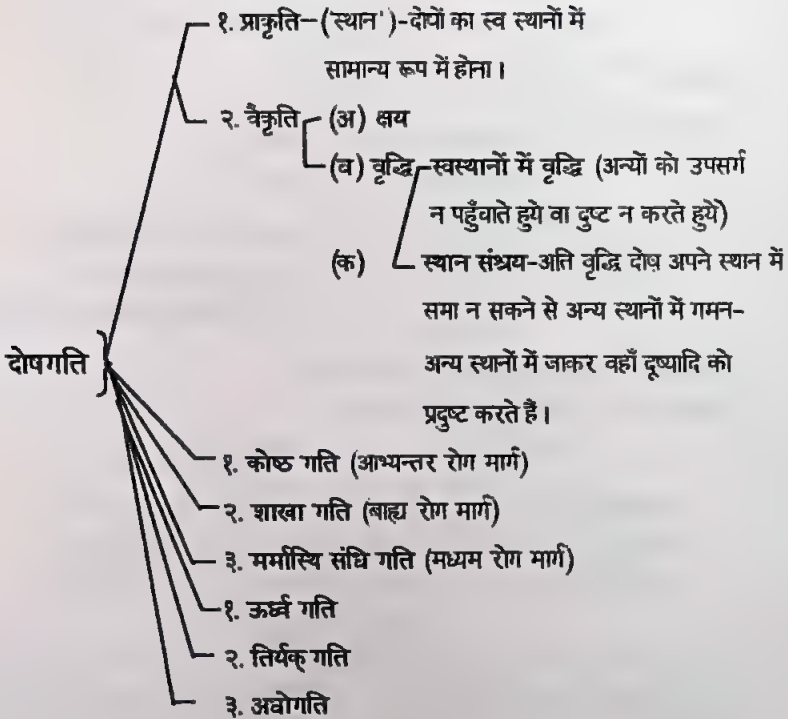 १. प्राकृति–('स्थान')-दोषों का स्व स्थानों में
सामान्य रूप में होना।
२. वैकृति (अ) क्षय
(ब) वृद्धि स्वस्थानों में वृद्धि (अन्यों को उपसर्ग
न पहुँचाते हुये वा दुष्ट न करते हुये)
(क) स्थान संश्रय-अति वृद्धि दोष अपने स्थान में
समा न सकने से अन्य स्थानों में गमन-
अन्य स्थानों में जाकर वहाँ दूष्यादि को
प्रदुष्ट करते हैं।
दोषगति
१. कोष्ठ गति (आभ्यन्तर रोग मार्ग)
२. शाखा गति (बाह्य रोग मार्ग)
३. मर्मास्थि संधि गति (मध्यम रोग मार्ग)
१. ऊर्ध्व गति
२. तिर्यक् गति
३. अधोगति